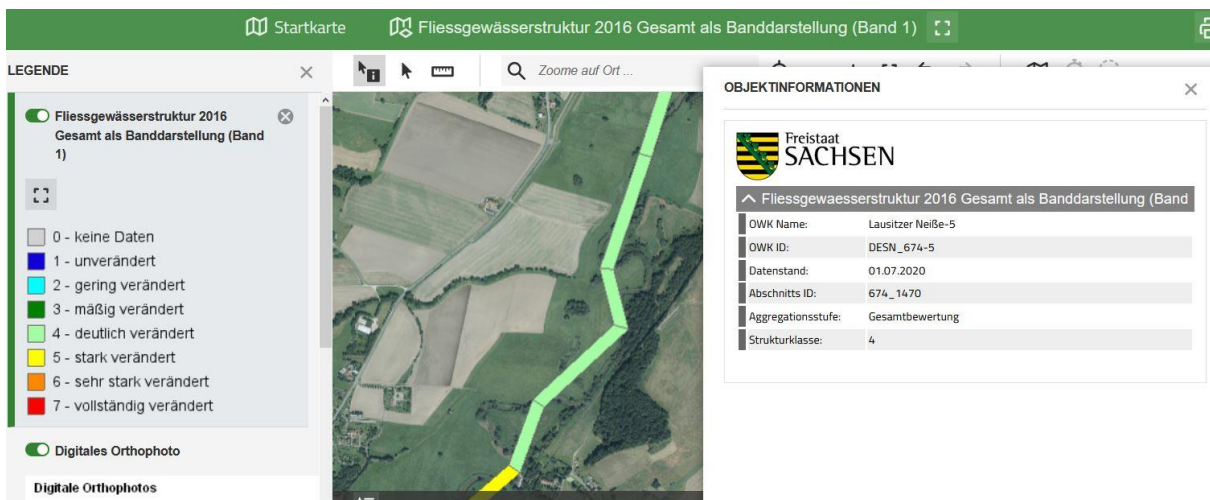 Startkarte
Fliessgewässerstruktur 2016 Gesamt als Banddarstellung (Band 1)
LEGENDE
Zoome auf Ort ...
Fliessgewässerstruktur 2016
Gesamt als Banddarstellung (Band
1)
0 - keine Daten
1 - unverändert
2 - gering verändert
3 - mäßig verändert
4 - deutlich verändert
5 - stark verändert
6 - sehr stark verändert
7 - vollständig verändert
Digitales Orthophoto
Digitale Orthophotos
OBJEKTINFORMATIONEN
Freistaat
SACHSEN
Fliessgewaesserstruktur 2016 Gesamt als Banddarstellung (Band
OWK Name: Lausitzer Neiße-5
OWK ID: DESN_674-5
Datenstand: 01.07.2020
Abschnitts ID: 674_1470
Aggregationsstufe: Gesamtbewertung
Strukturklasse: 4